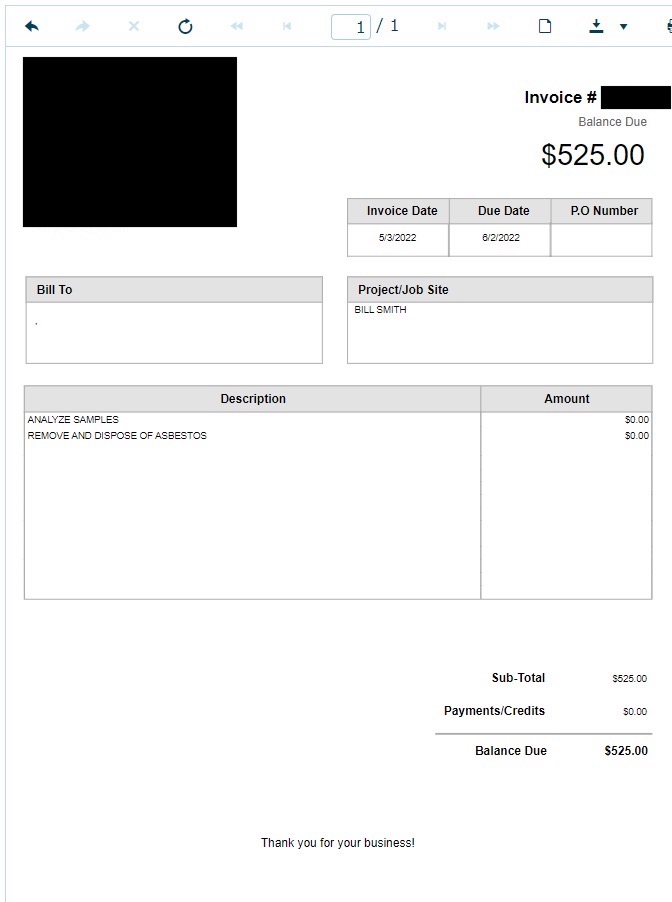 1 / 1
Invoice #
Balance Due
$525.00
Invoice Date Due Date P.O Number
5/3/2022 6/2/2022
Bill To Project/Job Site
. BILL SMITH
Description Amount
ANALYZE SAMPLES $0.00
REMOVE AND DISPOSE OF ASBESTOS $0.00
Sub-Total $525.00
Payments/Credits $0.00
Balance Due $525.00
Thank you for your business!